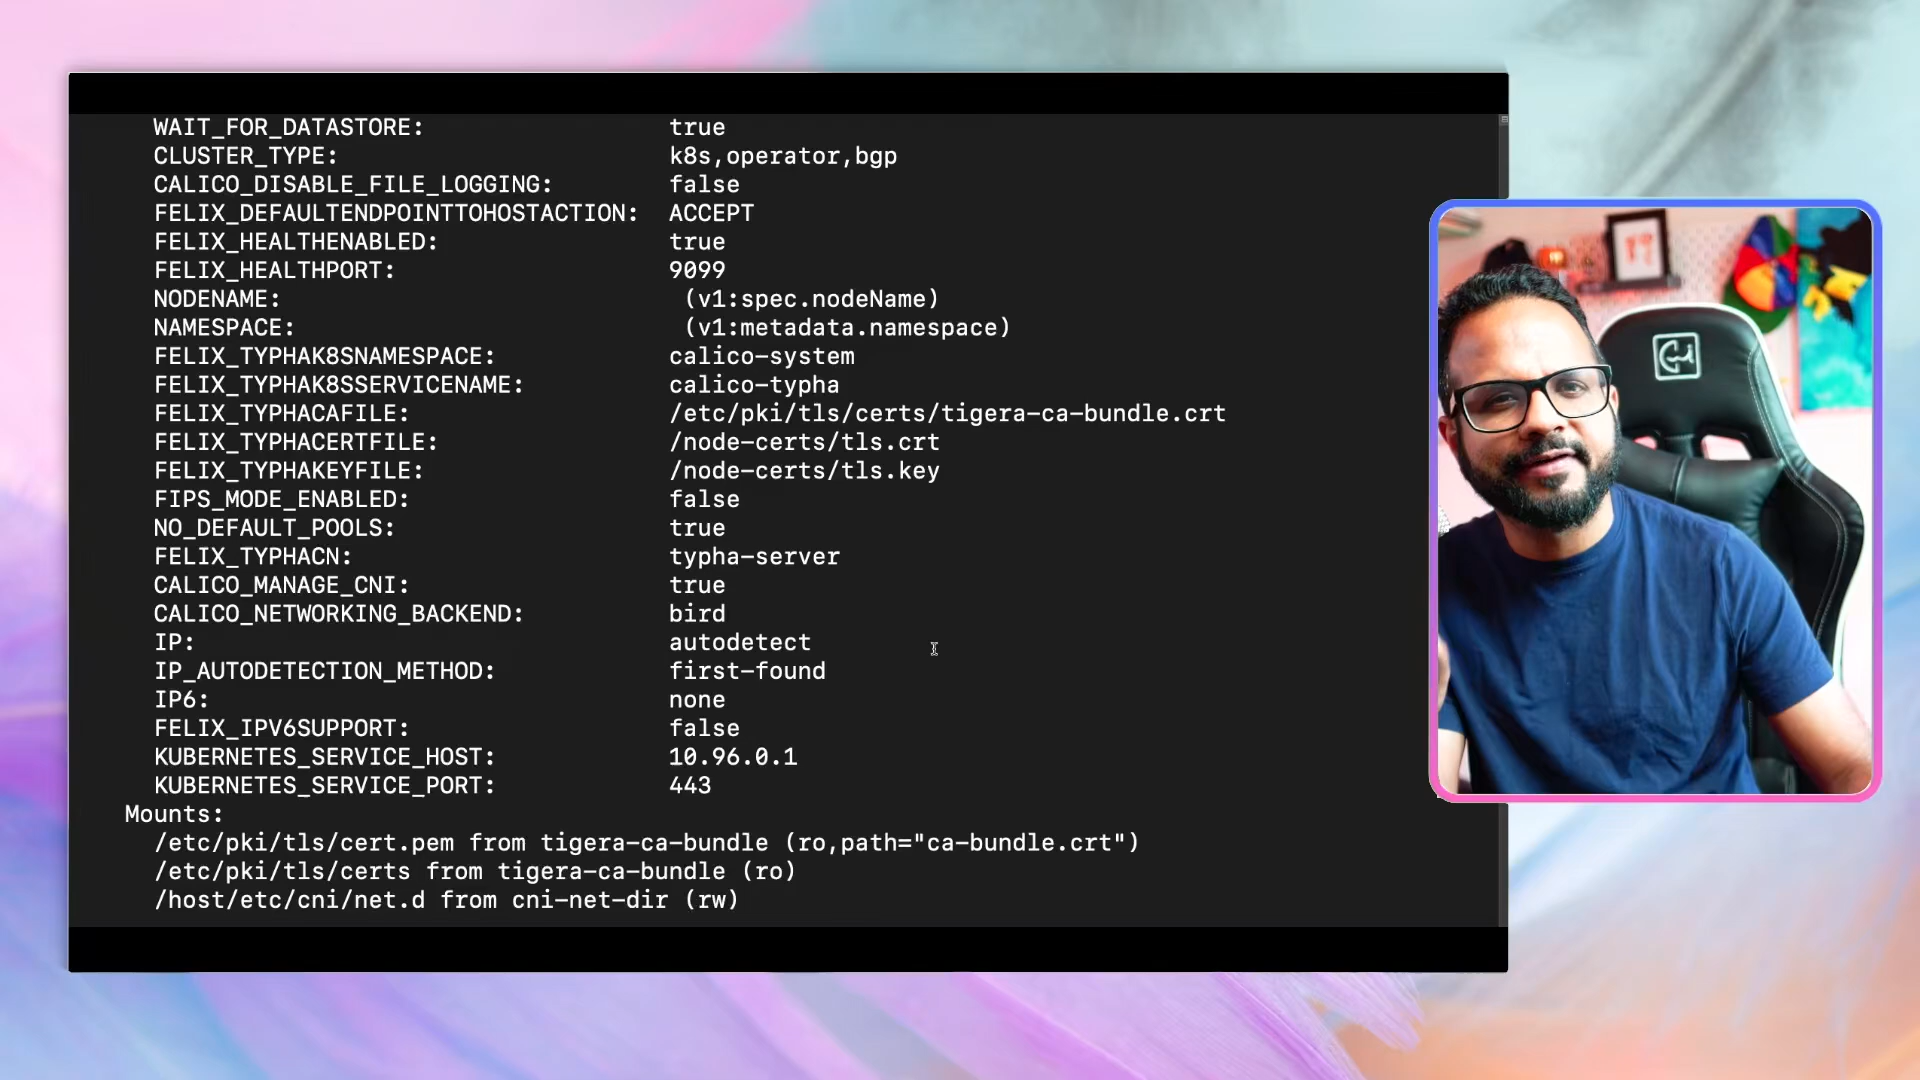 WAIT_FOR_DATASTORE: true
CLUSTER_TYPE: k8s,operator,bgp
CALICO_DISABLE_FILE_LOGGING: false
FELIX_DEFAULTENDPOINTTOHOSTACTION: ACCEPT
FELIX_HEALTHENABLED: true
FELIX_HEALTHPORT: 9099
NODENAME: (v1:spec.nodeName)
NAMESPACE: (v1:metadata.namespace)
FELIX_TYPHAK8SNAMESPACE: calico-system
FELIX_TYPHAK8SSERVICENAME: calico-typha
FELIX_TYPHACAFILE: /etc/pki/tls/certs/tigera-ca-bundle.crt
FELIX_TYPHACERTFILE: /node-certs/tls.crt
FELIX_TYPHAKEYFILE: /node-certs/tls.key
FIPS_MODE_ENABLED: false
NO_DEFAULT_POOLS: true
FELIX_TYPHACN: typha-server
CALICO_MANAGE_CNI: true
CALICO_NETWORKING_BACKEND: bird
IP: autodetect
IP_AUTODETECTION_METHOD: first-found
IP6: none
FELIX_IPV6SUPPORT: false
KUBERNETES_SERVICE_HOST: 10.96.0.1
KUBERNETES_SERVICE_PORT: 443
Mounts:
/etc/pki/tls/cert.pem from tigera-ca-bundle (ro,path="ca-bundle.crt")
/etc/pki/tls/certs from tigera-ca-bundle (ro)
/host/etc/cni/net.d from cni-net-dir (rw)